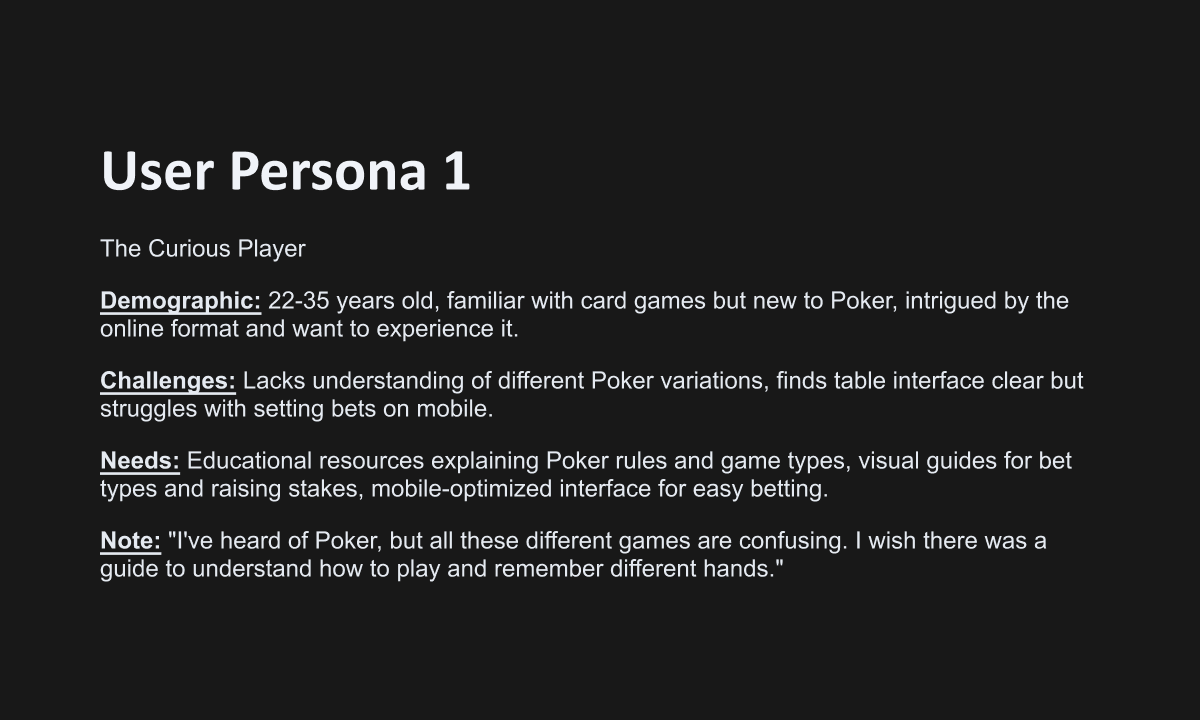 User Persona 1
The Curious Player
Demographic: 22-35 years old, familiar with card games but new to Poker, intrigued by the
online format and want to experience it.
Challenges: Lacks understanding of different Poker variations, finds table interface clear but
struggles with setting bets on mobile.
Needs: Educational resources explaining Poker rules and game types, visual guides for bet
types and raising stakes, mobile-optimized interface for easy betting.
Note: "I've heard of Poker, but all these different games are confusing. I wish there was a
guide to understand how to play and remember different hands."